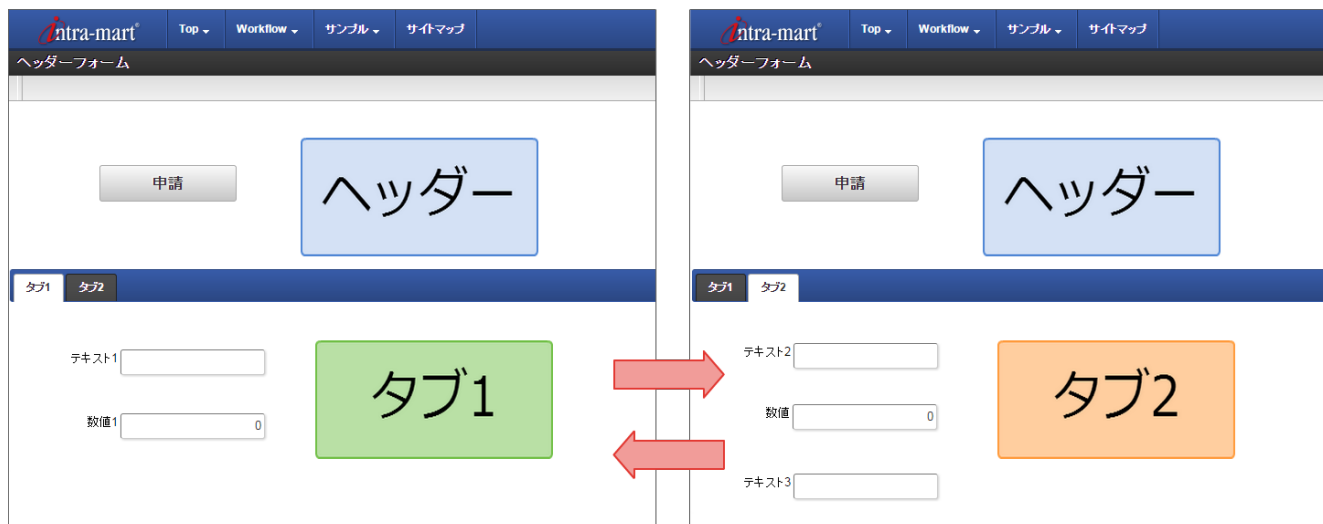 intra-mart® Top Workflow サンプル サイトマップ
ヘッダーフォーム
申請
ヘッダー
タブ1 タブ2
テキスト1
タブ1
数値1 0
intra-mart® Top Workflow サンプル サイトマップ
ヘッダーフォーム
申請
ヘッダー
タブ1 タブ2
テキスト2
タブ2
数値 0
テキスト3